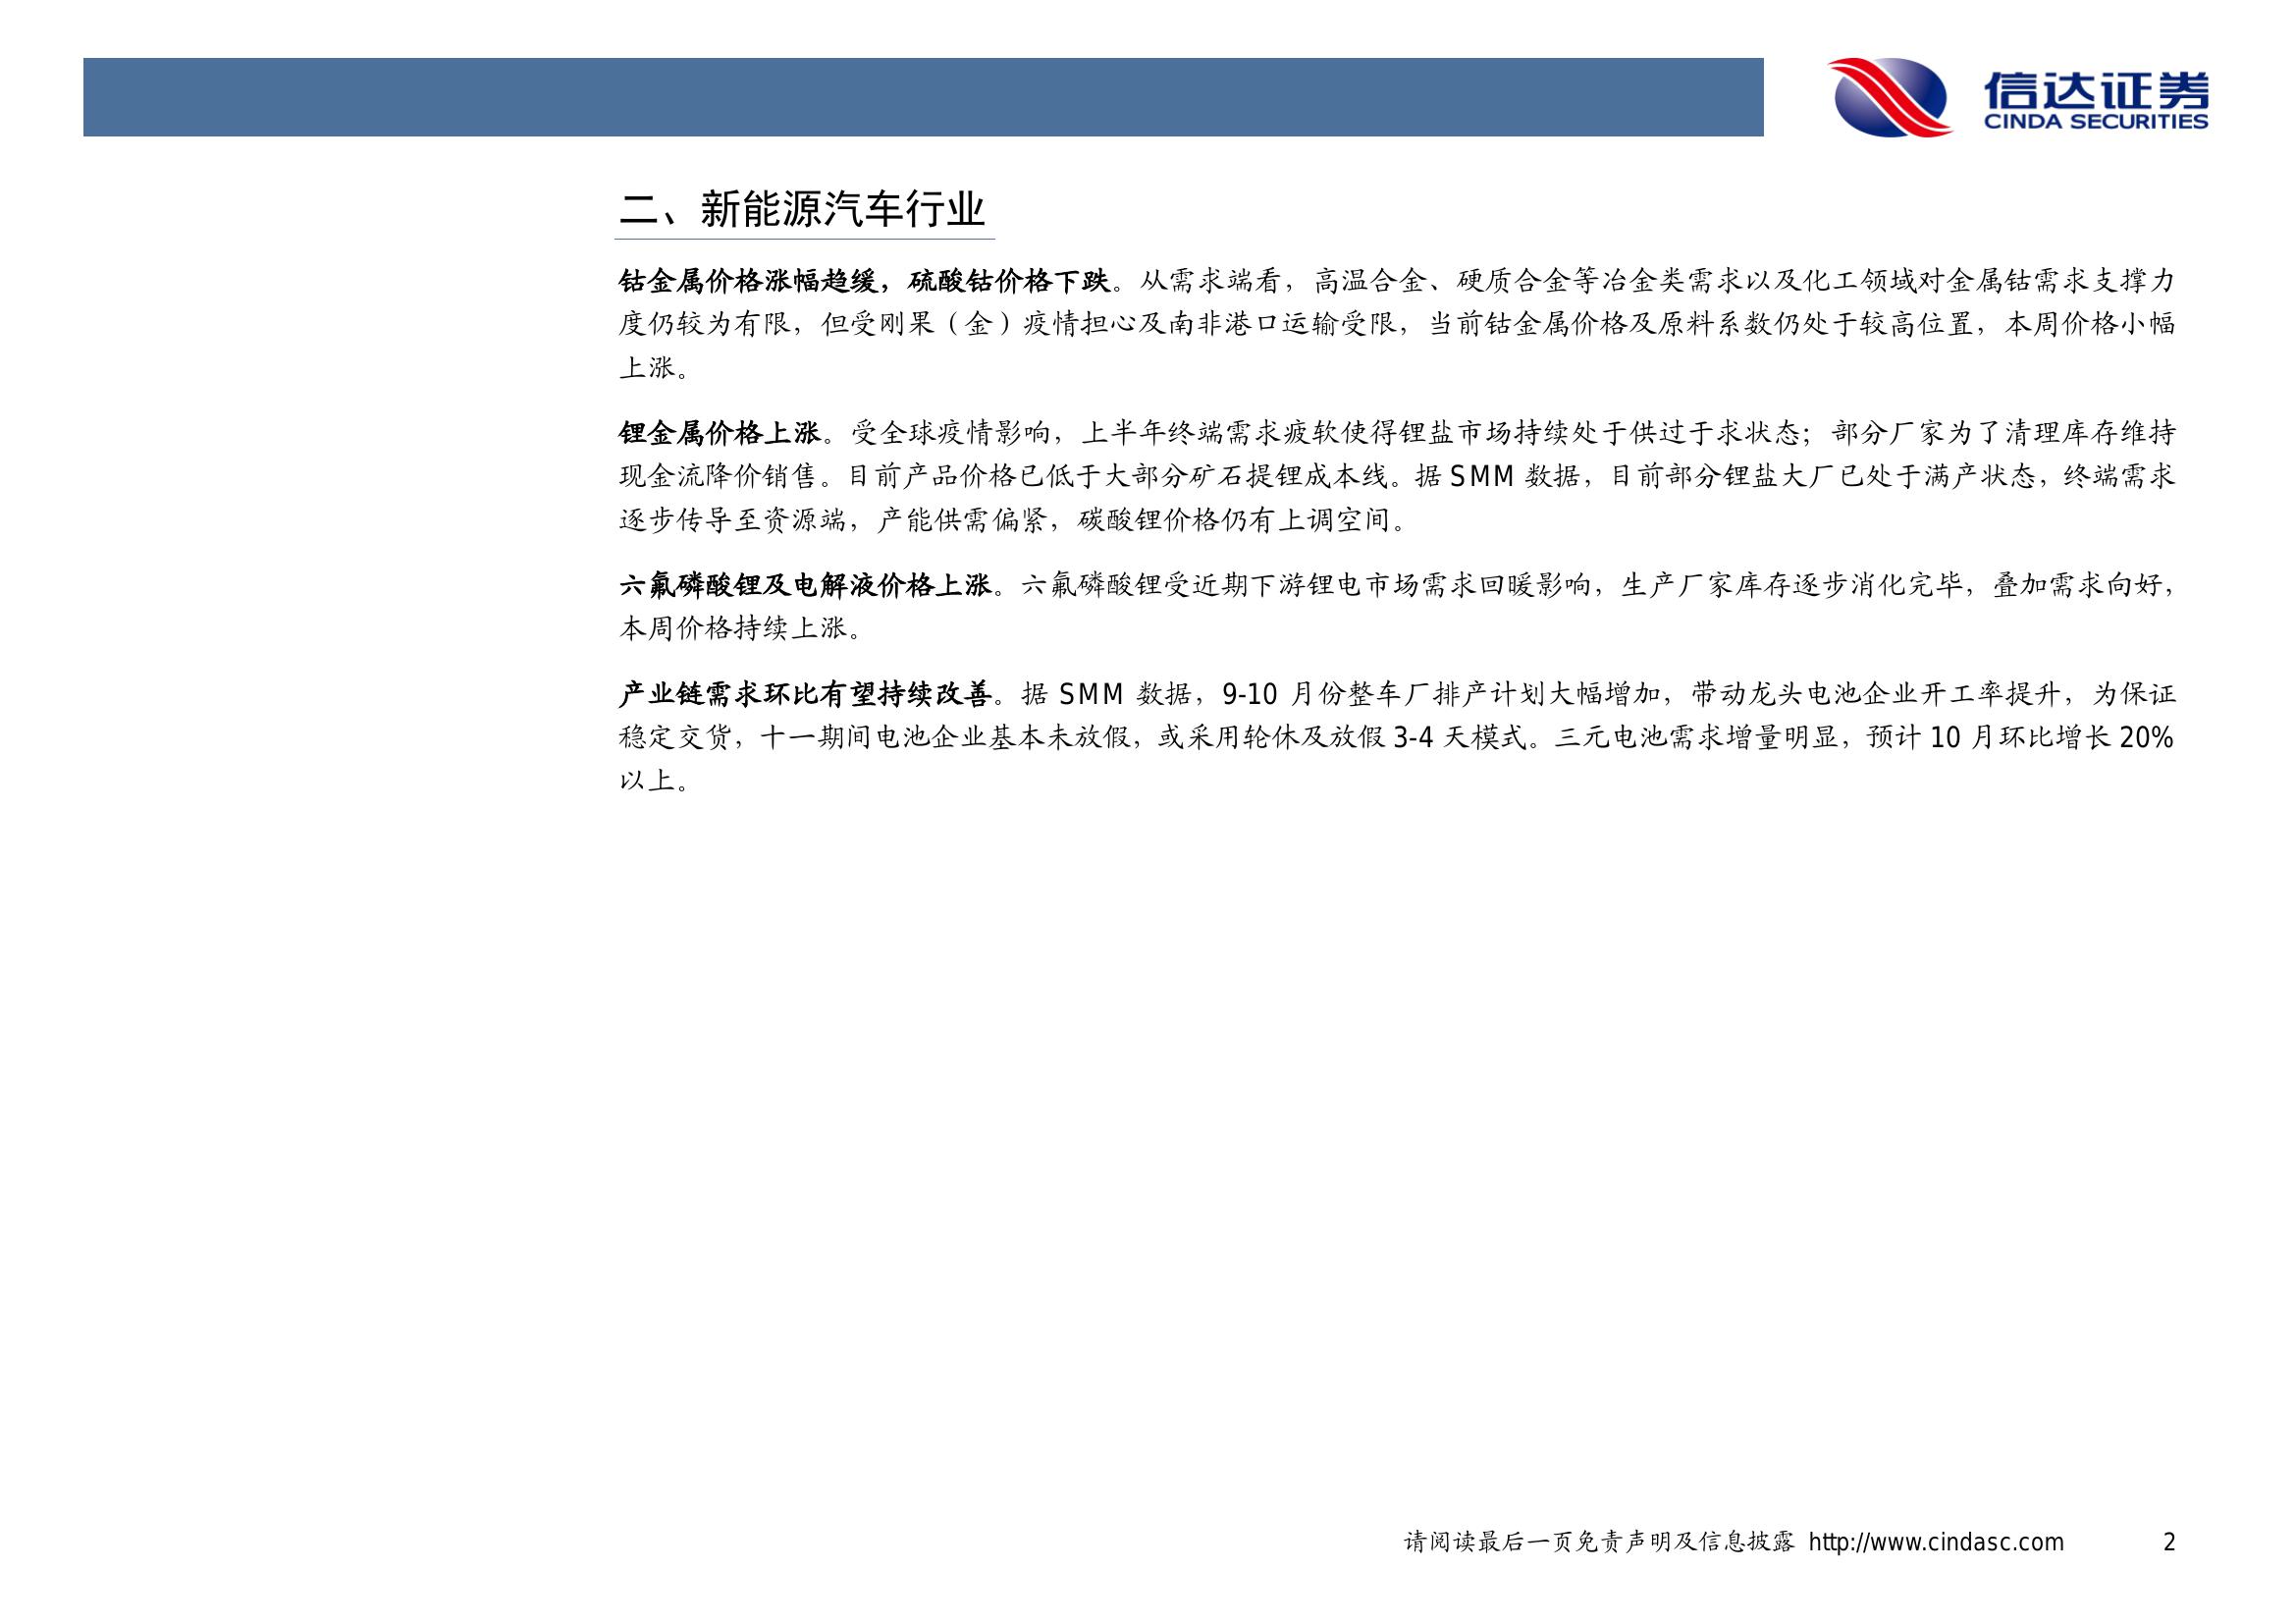 信达证券
CINDA SECURITIES
二、新能源汽车行业
钴金属价格涨幅趋缓，硫酸钴价格下跌。从需求端看，高温合金、硬质合金等冶金类需求以及化工领域对金属钴需求支撑力
度仍较为有限，但受刚果（金）疫情担心及南非港口运输受限，当前钴金属价格及原料系数仍处于较高位置，本周价格小幅
上涨。
锂金属价格上涨。受全球疫情影响，上半年终端需求疲软使得锂盐市场持续处于供过于求状态；部分厂家为了清理库存维持
现金流降价销售。目前产品价格已低于大部分矿石提锂成本线。据 SMM 数据，目前部分锂盐大厂已处于满产状态，终端需求
逐步传导至资源端，产能供需偏紧，碳酸锂价格仍有上调空间。
六氟磷酸锂及电解液价格上涨。六氟磷酸锂受近期下游锂电市场需求回暖影响，生产厂家库存逐步消化完毕，叠加需求向好，
本周价格持续上涨。
产业链需求环比有望持续改善。据 SMM 数据，9-10 月份整车厂排产计划大幅增加，带动龙头电池企业开工率提升，为保证
稳定交货，十一期间电池企业基本未放假，或采用轮休及放假 3-4 天模式。三元电池需求增量明显，预计 10 月环比增长 20%
以上。
请阅读最后一页免责声明及信息披露 http://www.cindasc.com 2